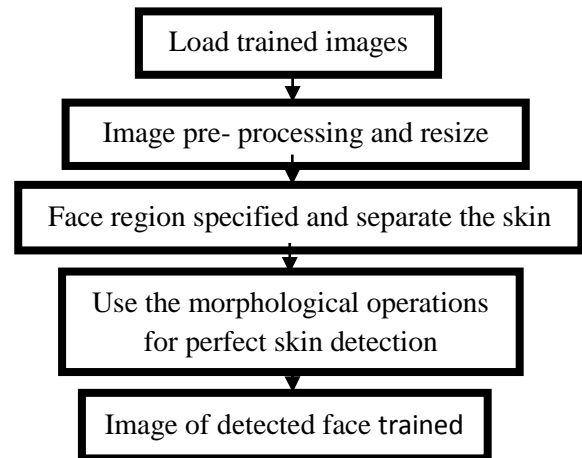 Load trained images
Image pre- processing and resize
Face region specified and separate the skin
Use the morphological operations
for perfect skin detection
Image of detected face trained